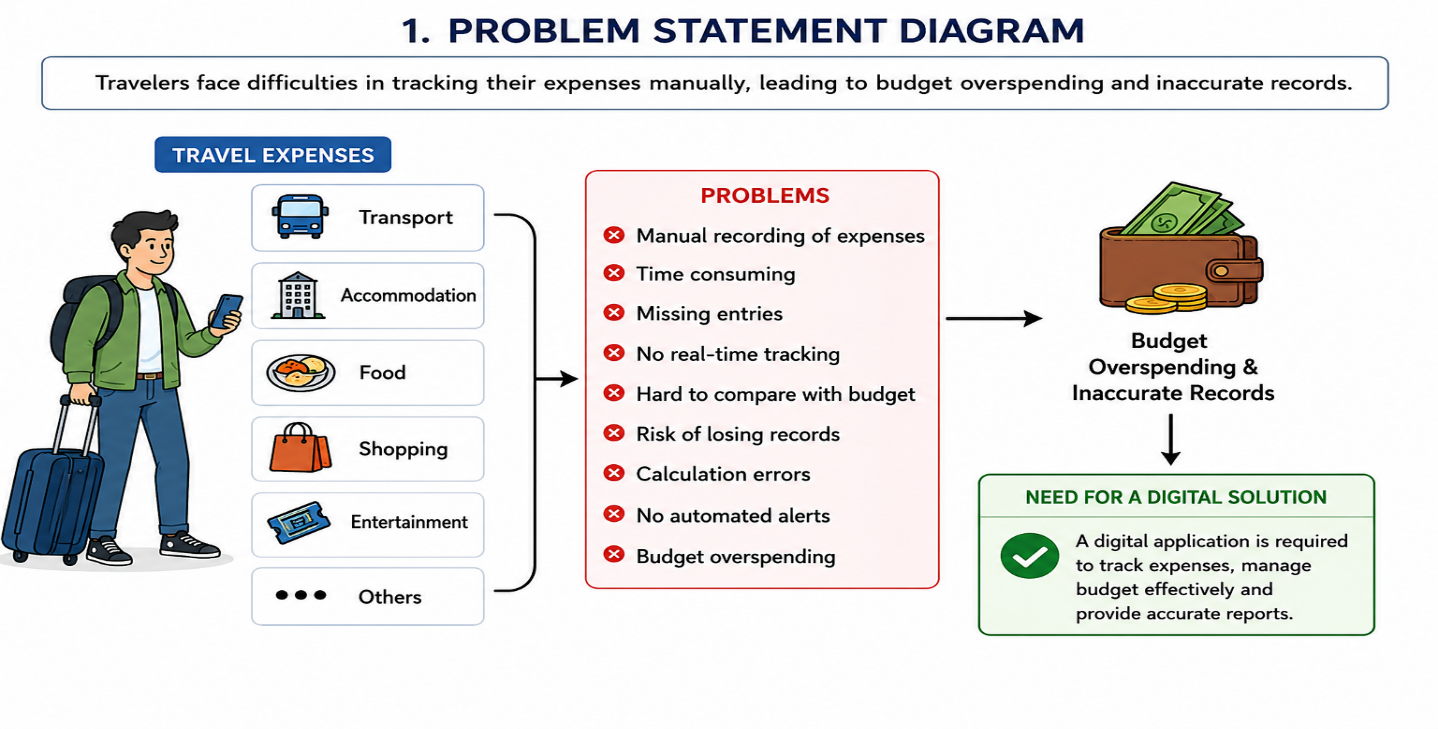 1. PROBLEM STATEMENT DIAGRAM
Travelers face difficulties in tracking their expenses manually, leading to budget overspending and inaccurate records.
TRAVEL EXPENSES
Transport
Accommodation
Food
Shopping
Entertainment
Others
PROBLEMS
Manual recording of expenses
Time consuming
Missing entries
No real-time tracking
Hard to compare with budget
Risk of losing records
Calculation errors
No automated alerts
Budget overspending
Budget
Overspending &
Inaccurate Records
NEED FOR A DIGITAL SOLUTION
A digital application is required
to track expenses, manage
budget effectively and
provide accurate reports.